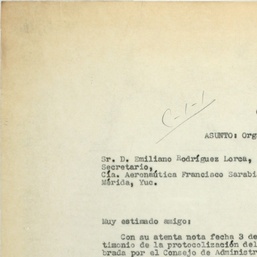 C-1-1
ASUNTO: Org
Sr. D. Emiliano Rodríguez Lorca,
Secretario,
Cía. Aeronáutica Francisco Sarabi
Mérida, Yuc.
Muy estimado amigo:
Con su atenta nota fecha 3 de
timonio de la protocolización del
brada por el Consejo de Administr